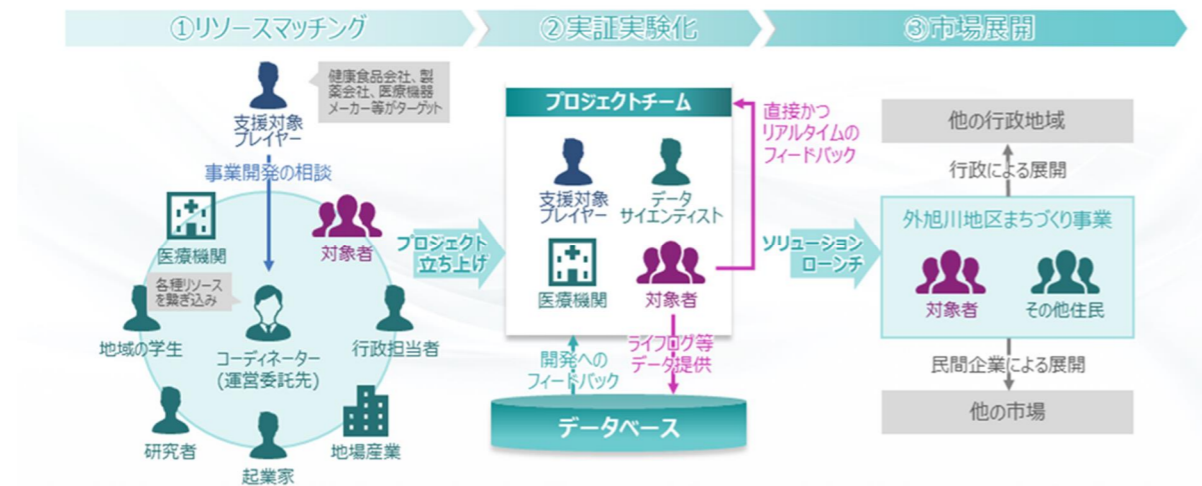 ①リソースマッチング
②実証実験化
③市場展開
健康食品会社、製
薬会社、医療機器
メーカー等がターゲット
支援対象
プレイヤー
事業開発の相談
医療機関
対象者
各種リソース
を繋ぎ込み
地域の学生
コーディネーター
(運営委託先)
行政担当者
研究者
起業家
地場産業
プロジェクト
立ち上げ
プロジェクトチーム
支援対象
プレイヤー
データ
サイエンティスト
医療機関
対象者
直接かつ
リアルタイムの
フィードバック
開発への
フィードバック
ライフログ等
データ提供
データベース
ソリューション
ローンチ
他の行政地域
行政による展開
外旭川地区まちづくり事業
対象者
その他住民
民間企業による展開
他の市場